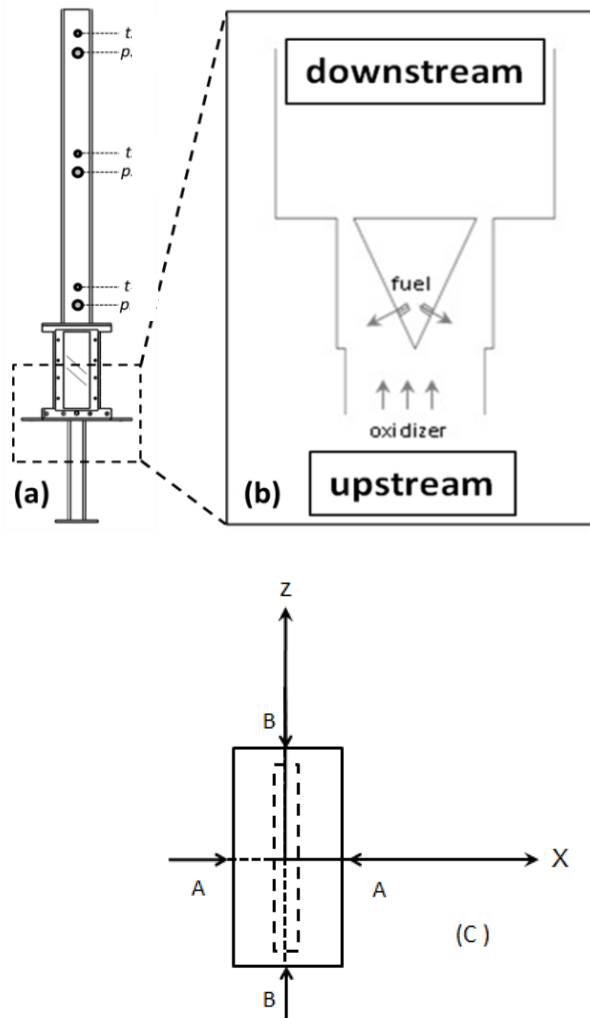 t.
p.
t.
p.
t.
p.
(a)
downstream
fuel
oxidizer
(b)
upstream
Z
B
A
A
X
(C )
B